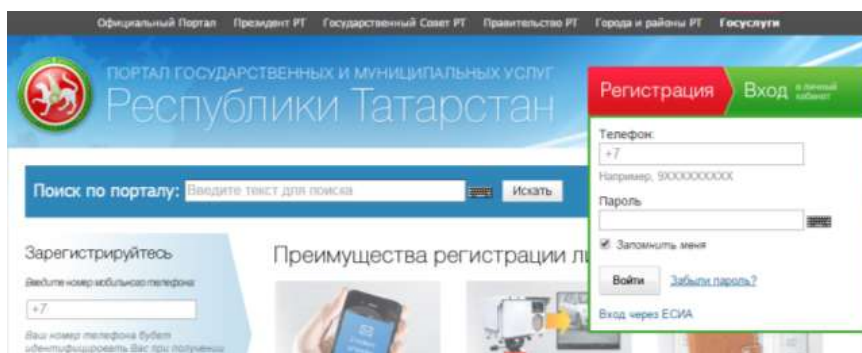 Официальный Портал Президент РТ Государственный Совет РТ Правительство РТ Города и районы РТ Госуслуги
ПОРТАЛ ГОСУДАРСТВЕННЫХ И МУНИЦИПАЛЬНЫХ УСЛУГ
Республики Татарстан
Регистрация
Вход в личный кабинет
Телефон:
+7
Например, 9XXXXXXXXX
Пароль
Запомнить меня
Войти Забыли пароль?
Вход через ЕСИА
Поиск по порталу: Введите текст для поиска Искать
Зарегистрируйтесь
Введите номер мобильного телефона:
+7
Ваш номер телефона будет
идентифицировать Вас при получении
Преимущества регистрации ли